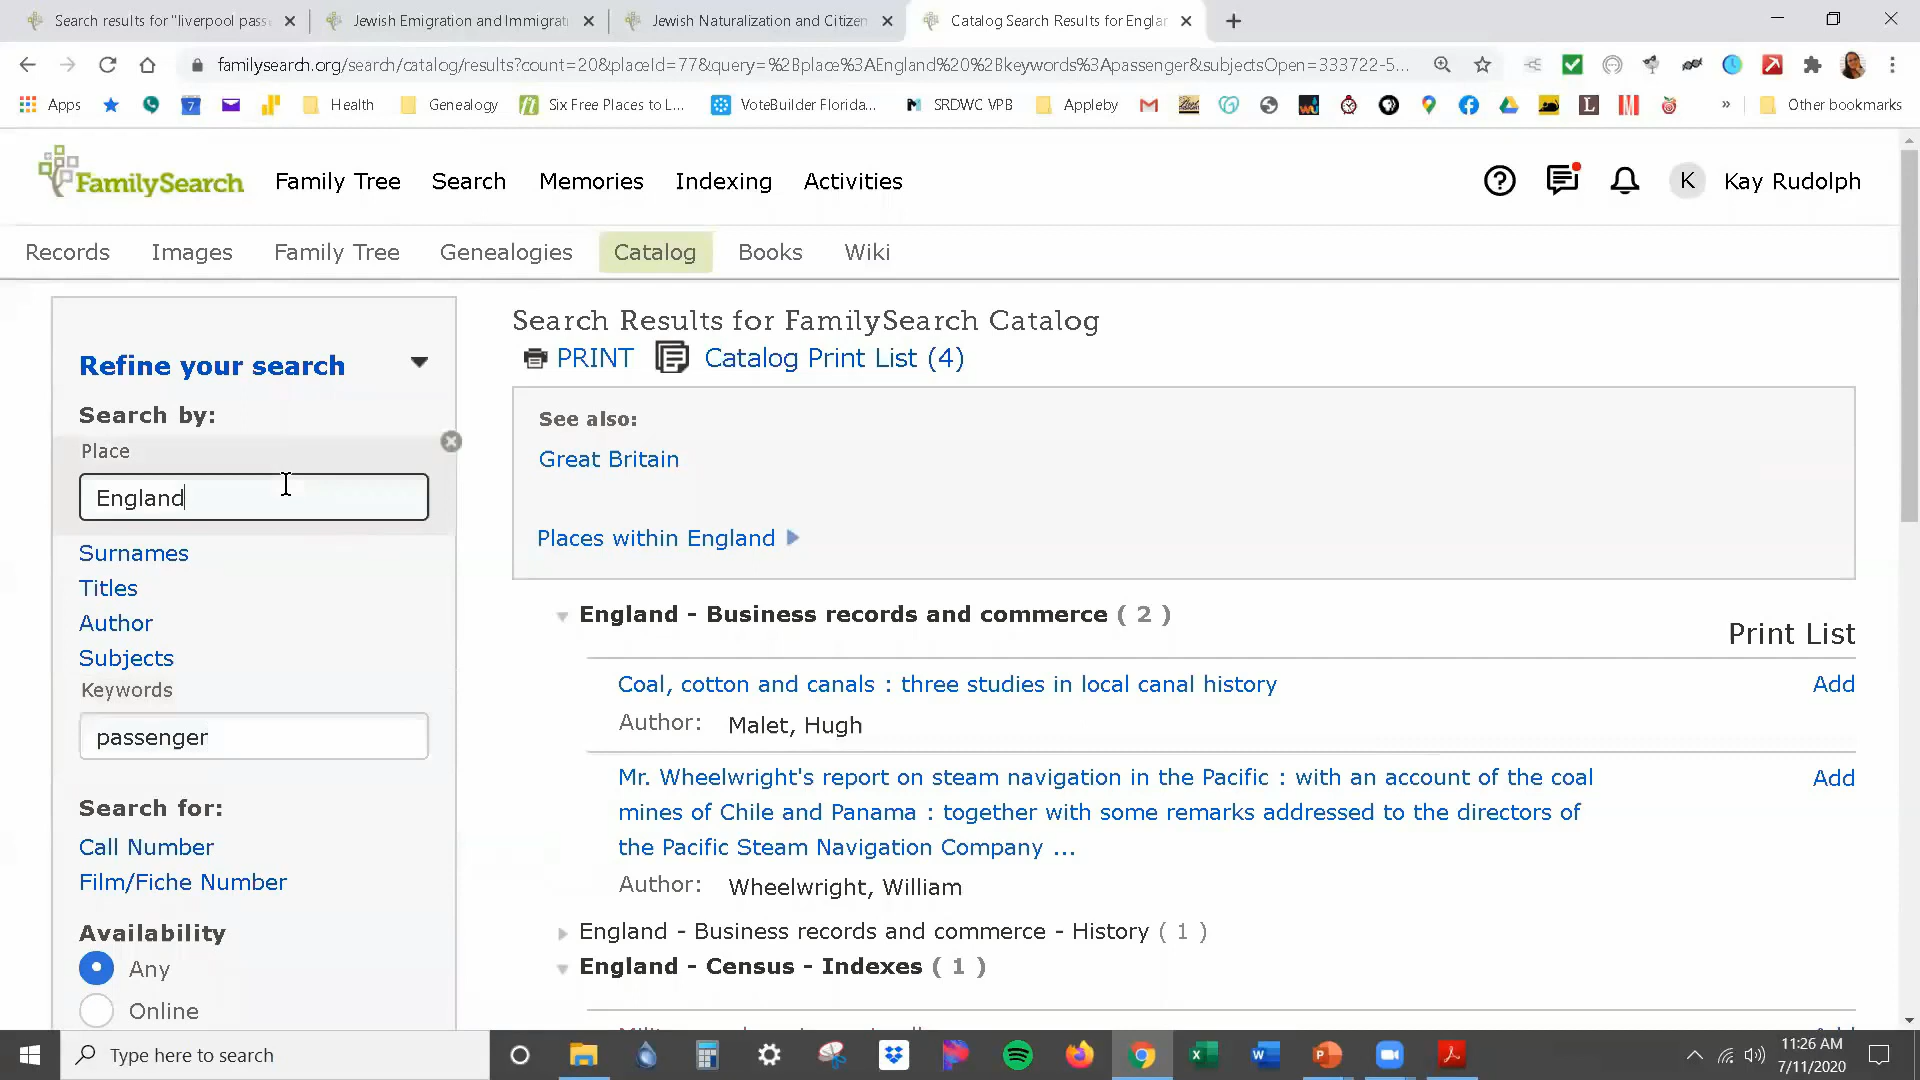 Search results for "liverpool pass
Jewish Emigration and Immigrat
Jewish Naturalization and Citizen
Catalog Search Results for Englan
familysearch.org/search/catalog/results?count=20&placeId=77&query=%2Bplace%3AEngland%20%2Bkeywords%3Apassenger&subjectsOpen=333722-5...
Apps
7
Health
Genealogy
Six Free Places to L...
VoteBuilder Florida...
SRDWC VPB
Appleby
L
»
Other bookmarks
FamilySearch
Family Tree
Search
Memories
Indexing
Activities
K
Kay Rudolph
Records
Images
Family Tree
Genealogies
Catalog
Books
Wiki
Refine your search
Search by:
Place
England
Surnames
Titles
Author
Subjects
Keywords
passenger
Search for:
Call Number
Film/Fiche Number
Availability
Any
Online
Search Results for FamilySearch Catalog
PRINT
Catalog Print List (4)
See also:
Great Britain
Places within England
England - Business records and commerce ( 2 )
Print List
Coal, cotton and canals : three studies in local canal history
Add
Author: Malet, Hugh
Mr. Wheelwright's report on steam navigation in the Pacific : with an account of the coal
Add
mines of Chile and Panama : together with some remarks addressed to the directors of
the Pacific Steam Navigation Company ...
Author: Wheelwright, William
England - Business records and commerce - History ( 1 )
England - Census - Indexes ( 1 )
Type here to search
11:26 AM
7/11/2020